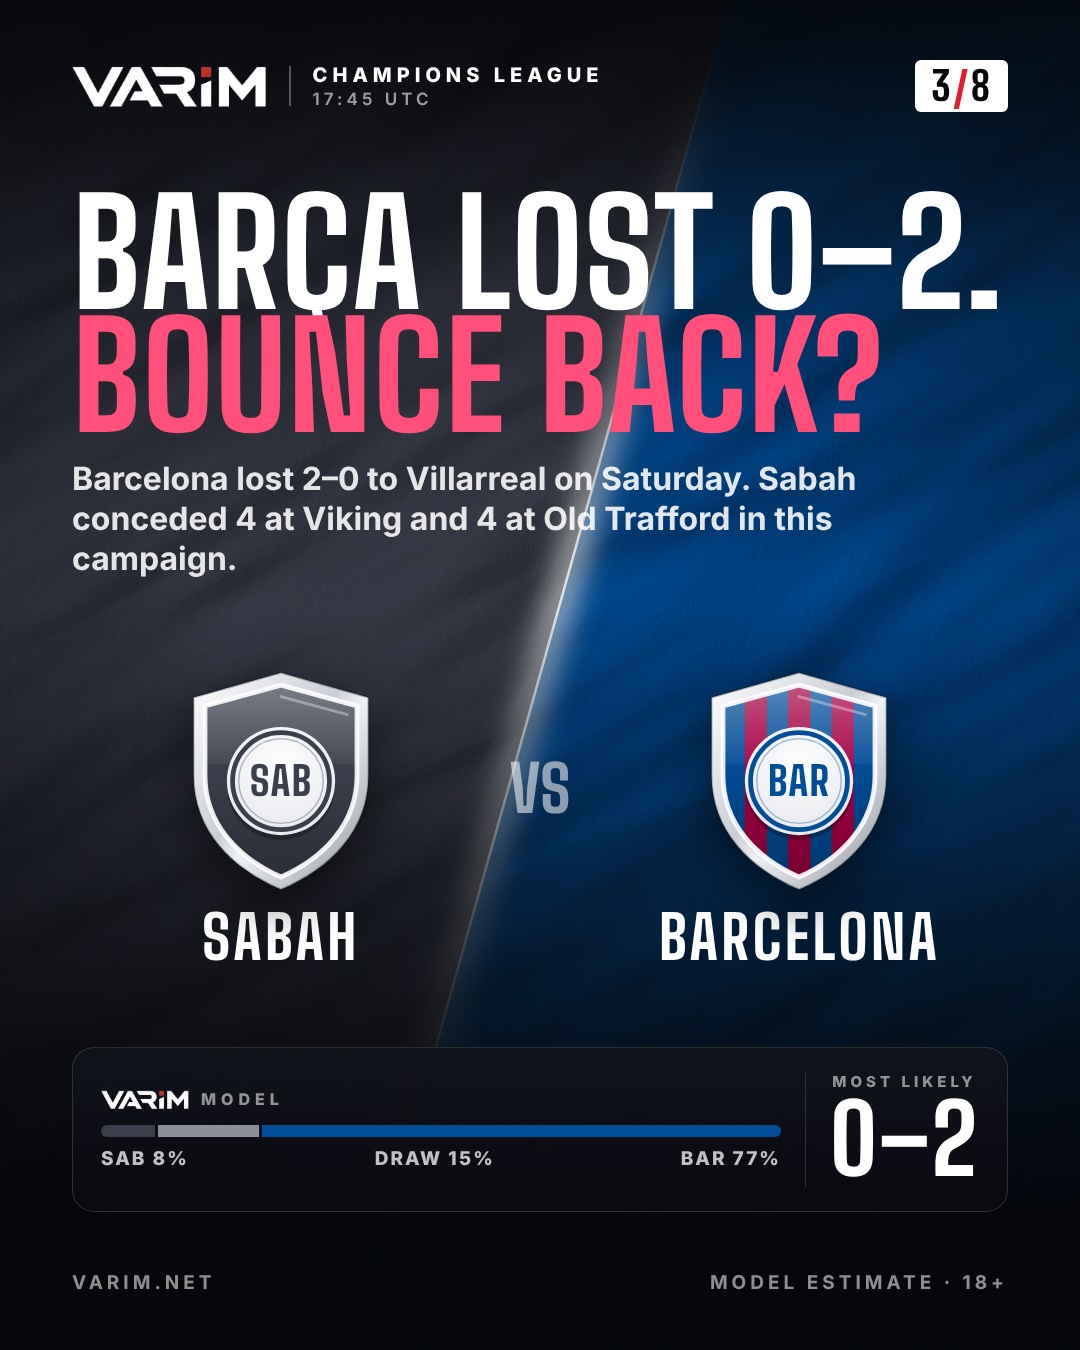 VARiM
CHAMPIONS LEAGUE
17:45 UTC
3/8
BARÇA LOST 0–2.
BOUNCE BACK?
Barcelona lost 2–0 to Villarreal on Saturday. Sabah
conceded 4 at Viking and 4 at Old Trafford in this
campaign.
SAB
VS
BAR
SABAH
BARCELONA
VARiM MODEL
SAB 8%
DRAW 15%
BAR 77%
MOST LIKELY
0–2
VARIM.NET
MODEL ESTIMATE · 18+